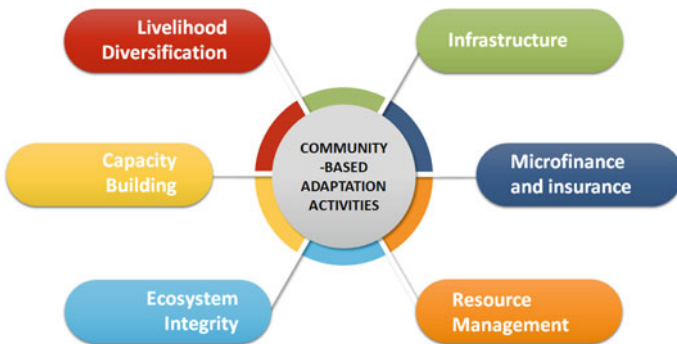 Livelihood
Diversification
Infrastructure
Capacity
Building
COMMUNITY
-BASED
ADAPTATION
ACTIVITIES
Microfinance
and insurance
Ecosystem
Integrity
Resource
Management